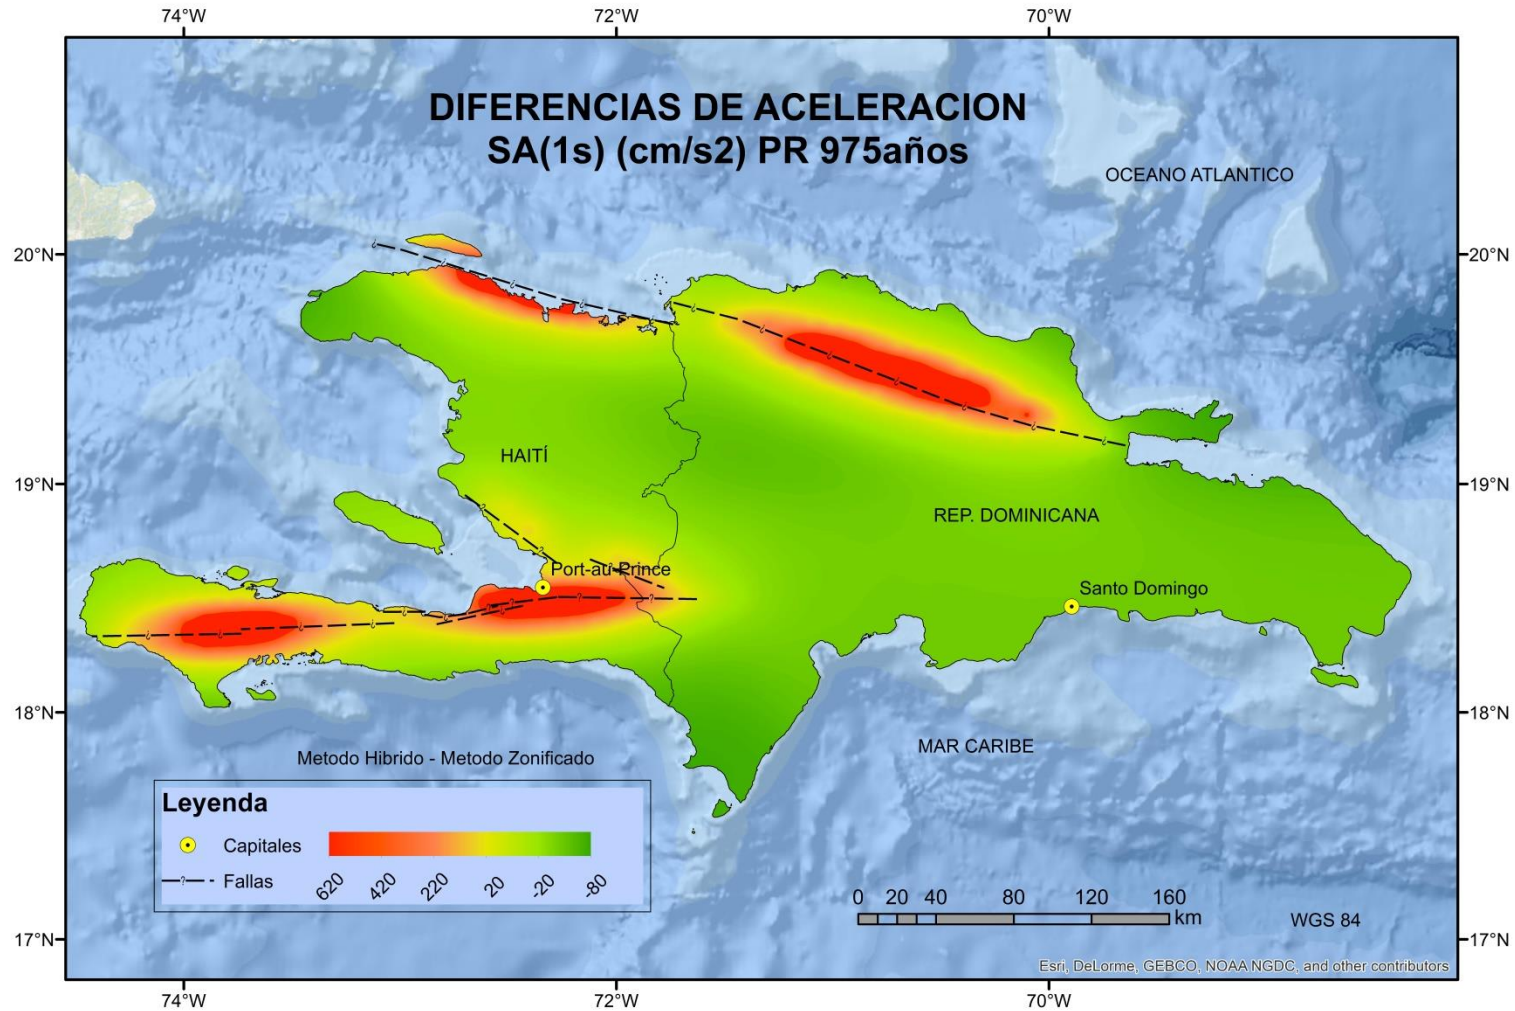 74°W 72°W 70°W
DIFERENCIAS DE ACELERACION
SA(1s) (cm/s2) PR 975años
OCEANO ATLANTICO
20°N 20°N
HAITÍ
19°N 19°N
REP. DOMINICANA
Port-au-Prince
Santo Domingo
18°N 18°N
MAR CARIBE
Metodo Hibrido - Metodo Zonificado
Leyenda
Capitales
Fallas
620 420 220 20 -20 -80
0 20 40 80 120 160
km
WGS 84
17°N 17°N
Esri, DeLorme, GEBCO, NOAA NGDC, and other contributors
74°W 72°W 70°W